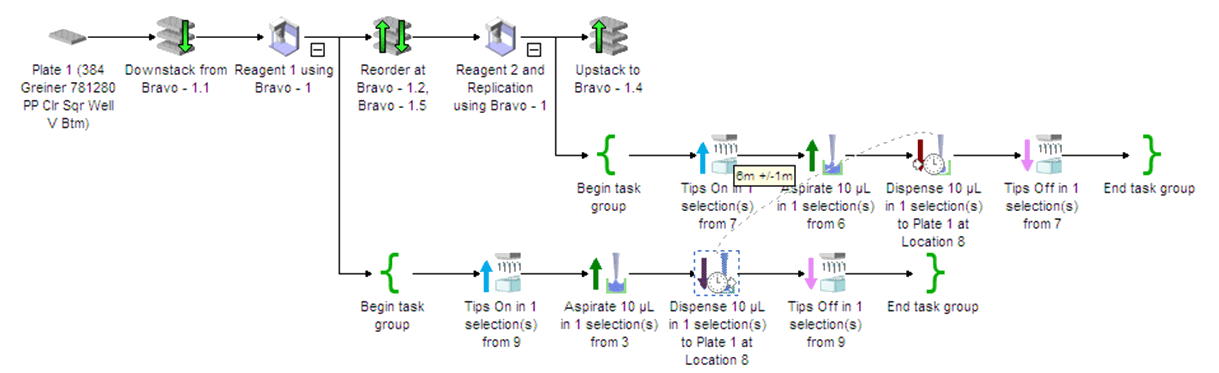 Plate 1 (384
Greiner 781280
PP Clr Sqr Well
V Btm)
Downstack from
Bravo - 1.1
Reagent 1 using
Bravo - 1
Reorder at
Bravo - 1.2,
Bravo - 1.5
Reagent 2 and
Replication
using Bravo - 1
Upstack to
Bravo - 1.4
Begin task
group
Tips On in 1
selection(s)
from 7
6m +/-1m
Aspirate 10 µL
in 1 selection(s)
from 6
Dispense 10 µL
in 1 selection(s)
to Plate 1 at
Location 8
Tips Off in 1
selection(s)
from 7
End task group
Begin task
group
Tips On in 1
selection(s)
from 9
Aspirate 10 µL
in 1 selection(s)
from 3
Dispense 10 µL
in 1 selection(s)
to Plate 1 at
Location 8
Tips Off in 1
selection(s)
from 9
End task group